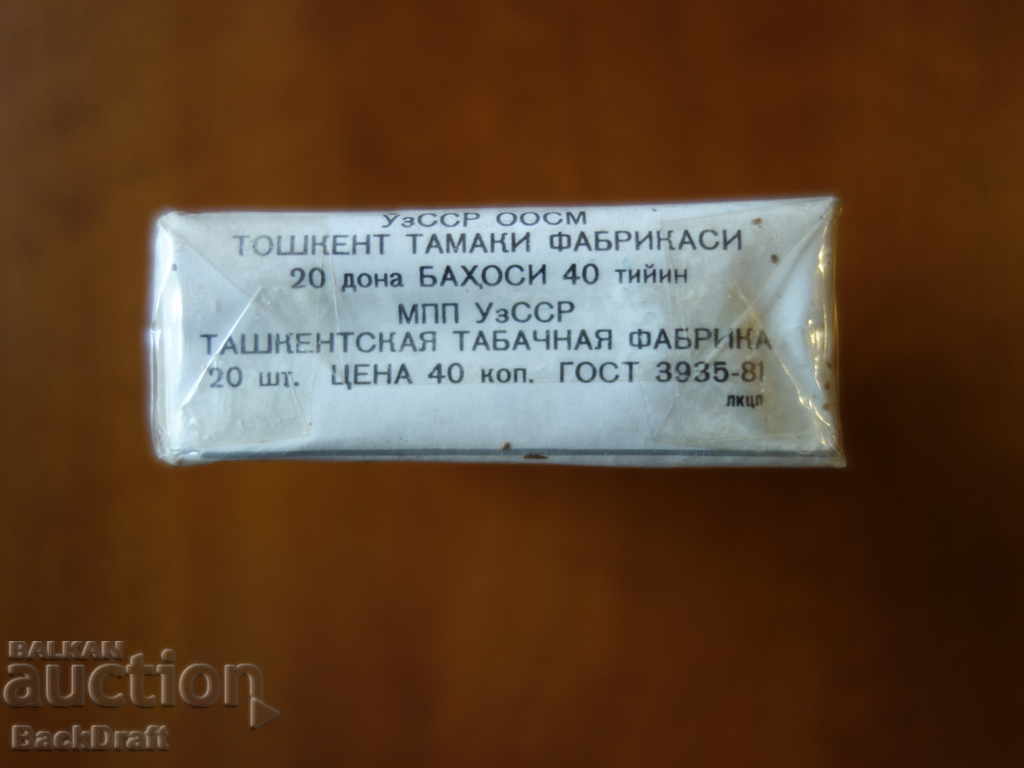 УзССР ООСМ
ТОШКЕНТ ТАМАКИ ФАБРИКАСИ
20 дона БАҲОСИ 40 тийин
МПП УзССР
ТАШКЕНТСКАЯ ТАБАЧНАЯ ФАБРИКА
20 шт. ЦЕНА 40 коп. ГОСТ 3935-81
лкцп
BALKAN
auction
BackDraft